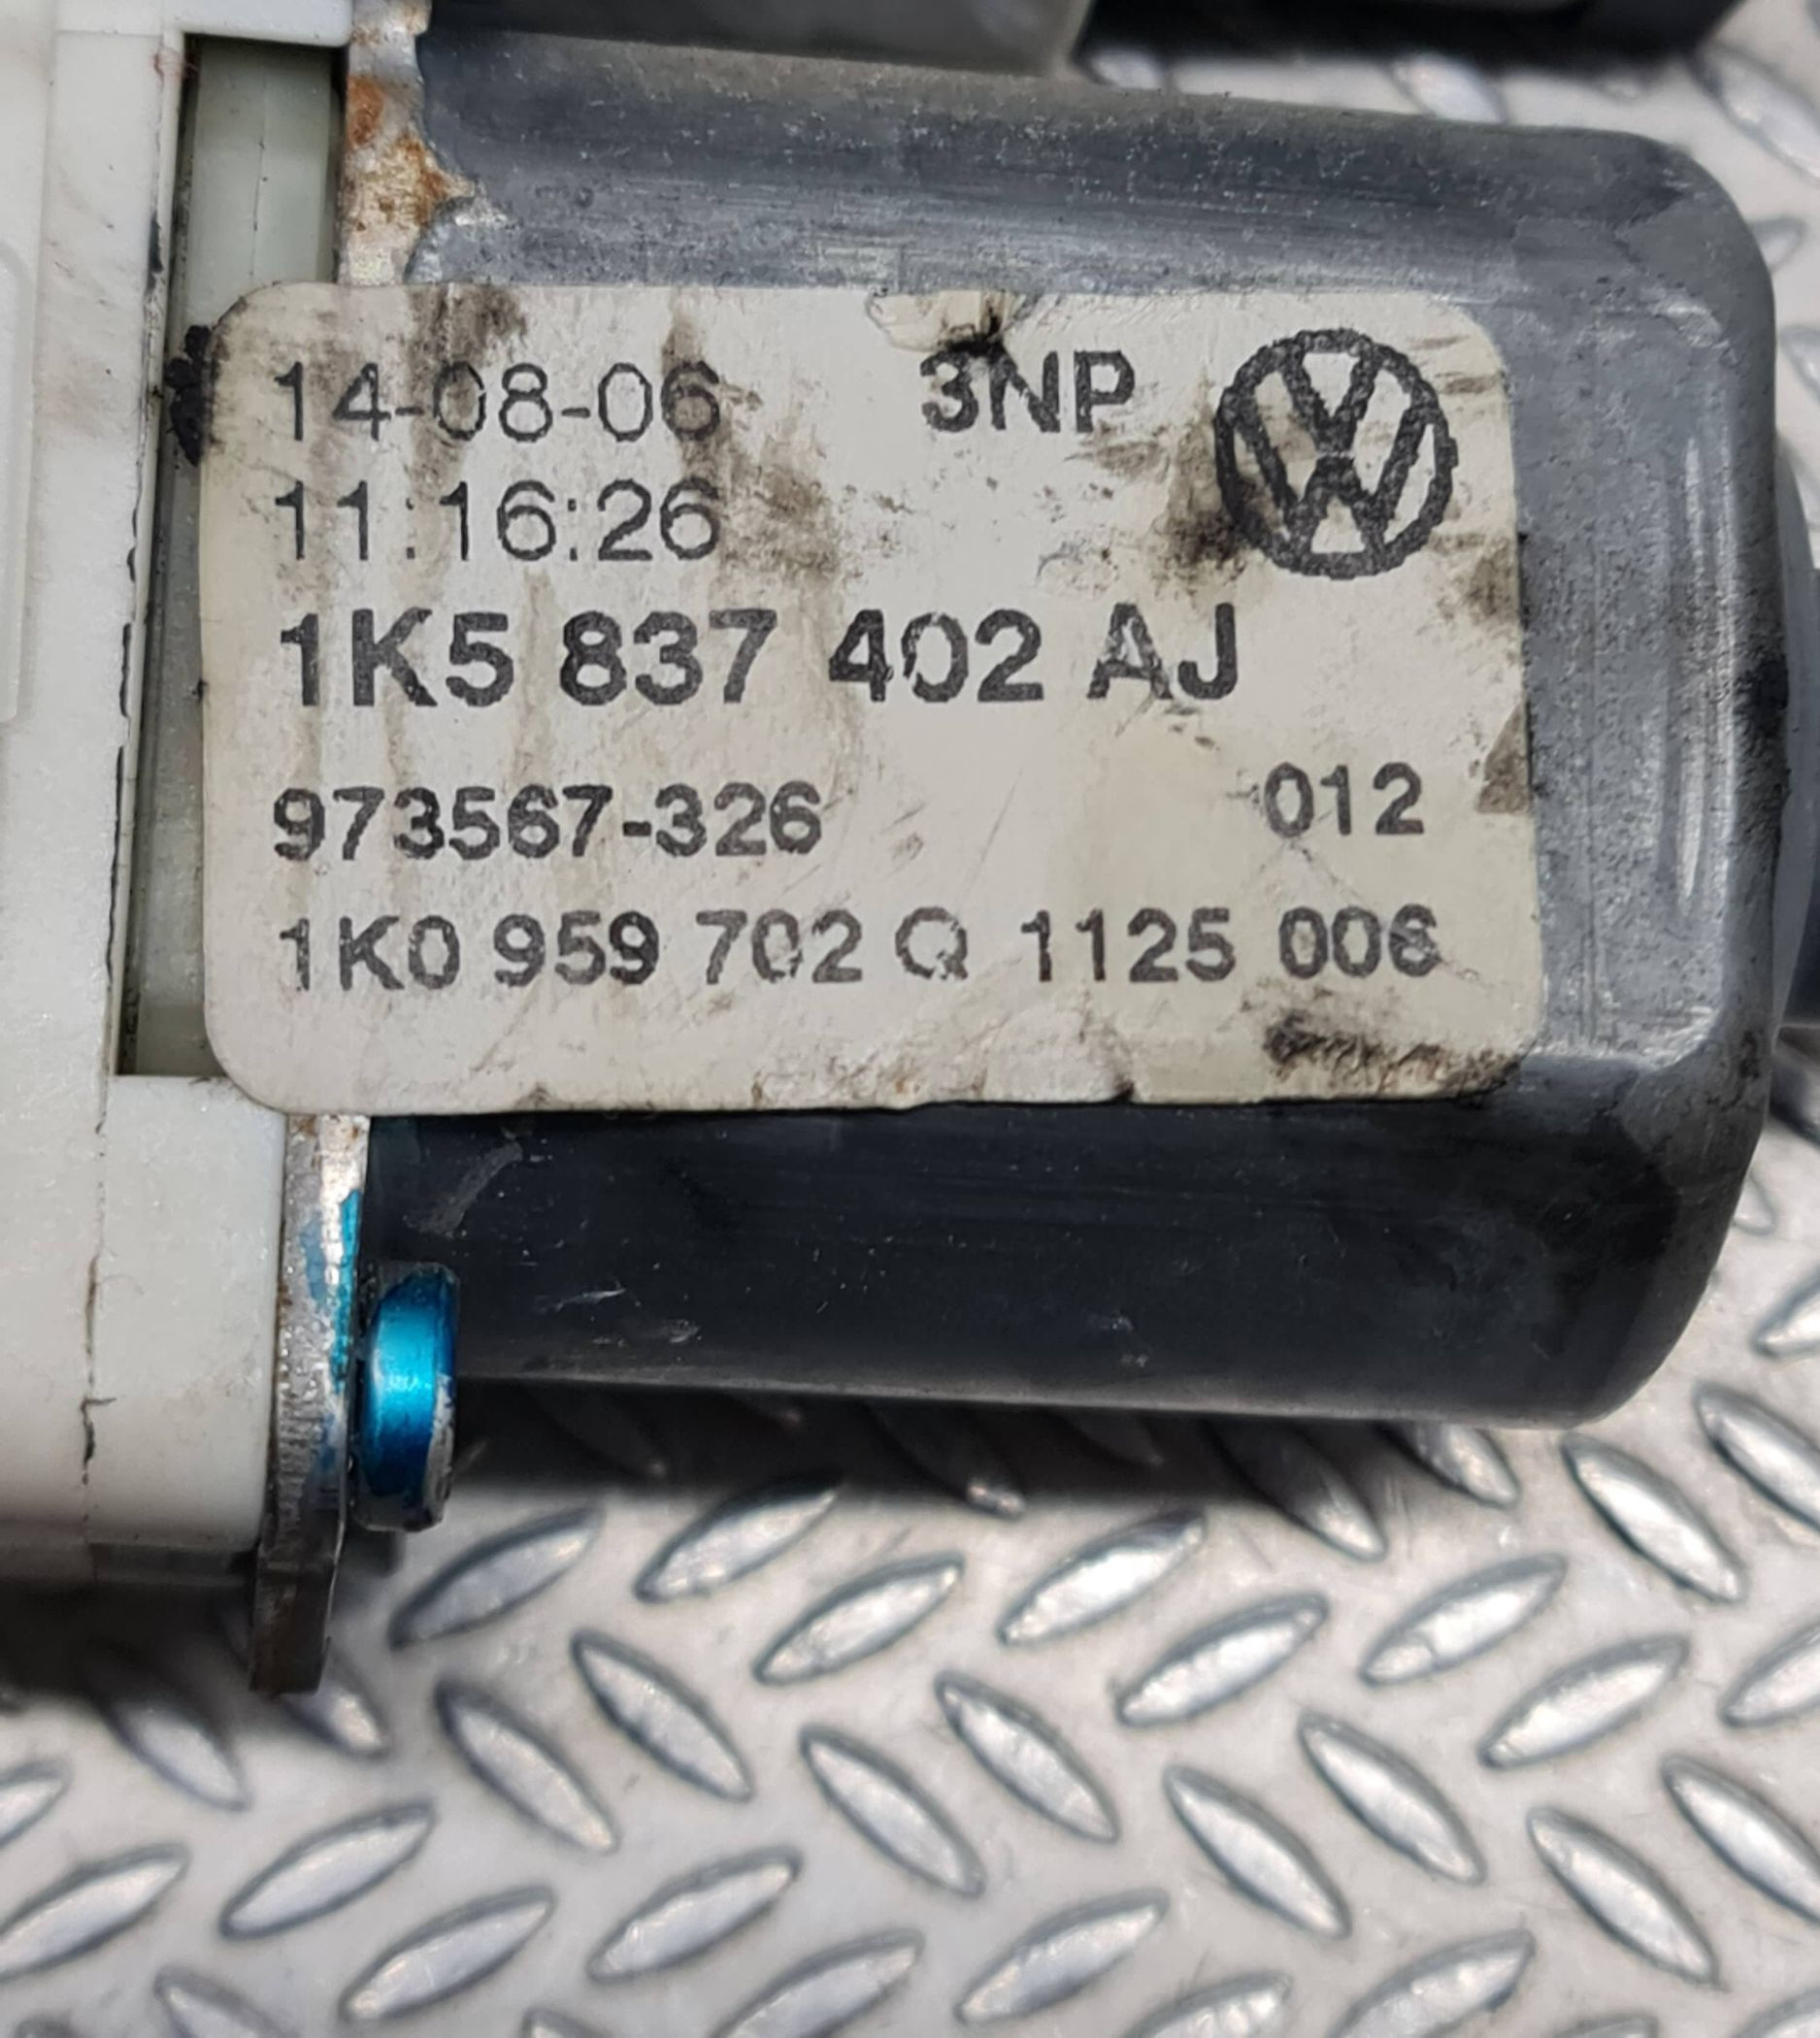 14-08-06 3NP
11:16:26
1K5 837 402 AJ
973567-326 012
1K0 959 702 Q 1125 006